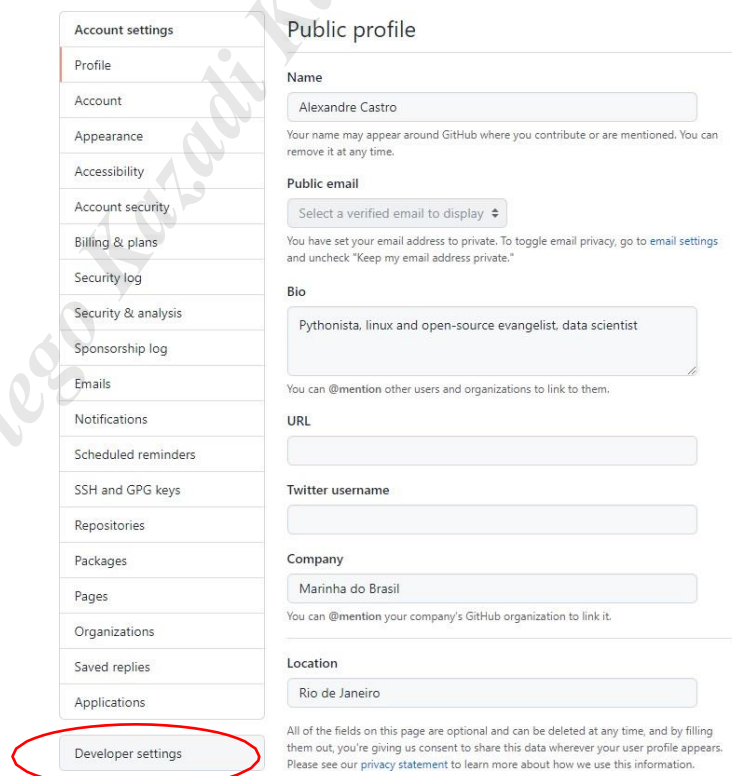 Account settings
Profile
Account
Appearance
Accessibility
Account security
Billing & plans
Security log
Security & analysis
Sponsorship log
Emails
Notifications
Scheduled reminders
SSH and GPG keys
Repositories
Packages
Pages
Organizations
Saved replies
Applications
Developer settings
Public profile
Name
Alexandre Castro
Your name may appear around GitHub where you contribute or are mentioned. You can
remove it at any time.
Public email
Select a verified email to display
You have set your email address to private. To toggle email privacy, go to email settings
and uncheck "Keep my email address private."
Bio
Pythonista, linux and open-source evangelist, data scientist
You can @mention other users and organizations to link to them.
URL
Twitter username
Company
Marinha do Brasil
You can @mention your company's GitHub organization to link it.
Location
Rio de Janeiro
All of the fields on this page are optional and can be deleted at any time, and by filling
them out, you're giving us consent to share this data wherever your user profile appears.
Please see our privacy statement to learn more about how we use this information.
Kazadi